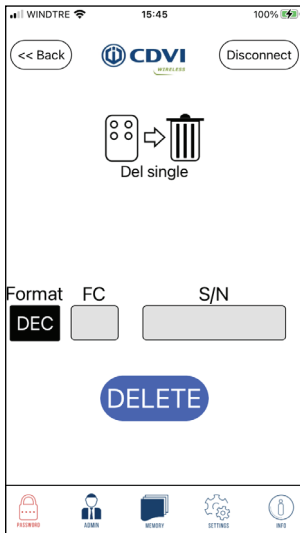 WINDTRE 15:45 100%
<< Back CDVI Disconnect
WIRELESS
Del single
Format FC S/N
DEC
DELETE
PASSWORD ADMIN MEMORY SETTINGS INFO